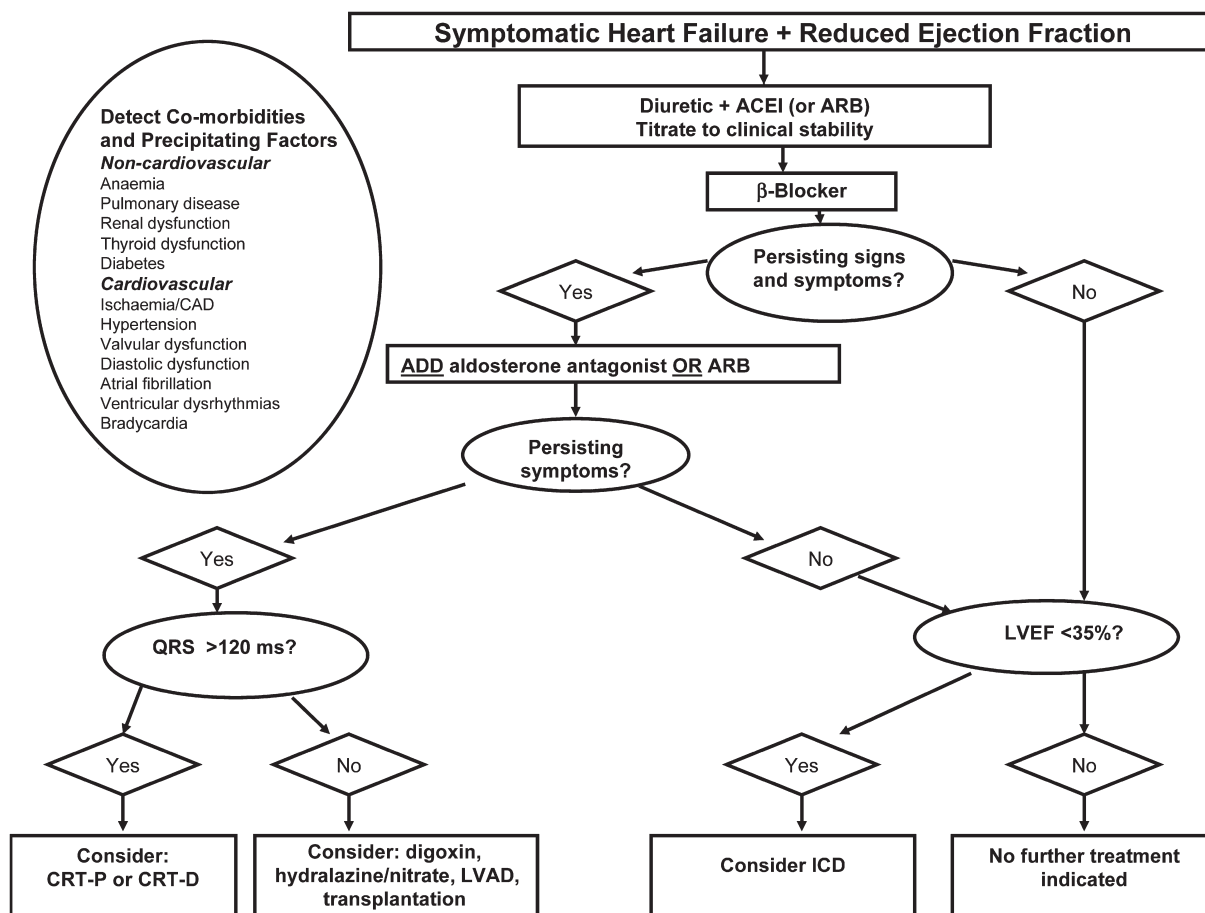 Symptomatic Heart Failure + Reduced Ejection Fraction
Detect Co-morbidities
and Precipitating Factors
Non-cardiovascular
Anaemia
Pulmonary disease
Renal dysfunction
Thyroid dysfunction
Diabetes
Cardiovascular
Ischaemia/CAD
Hypertension
Valvular dysfunction
Diastolic dysfunction
Atrial fibrillation
Ventricular dysrhythmias
Bradycardia
Diuretic + ACEI (or ARB)
Titrate to clinical stability
β-Blocker
Persisting signs
and symptoms?
Yes
No
ADD aldosterone antagonist OR ARB
Persisting
symptoms?
Yes
No
QRS >120 ms?
LVEF <35%?
Yes
No
Yes
No
Consider:
CRT-P or CRT-D
Consider: digoxin,
hydralazine/nitrate, LVAD,
transplantation
Consider ICD
No further treatment
indicated